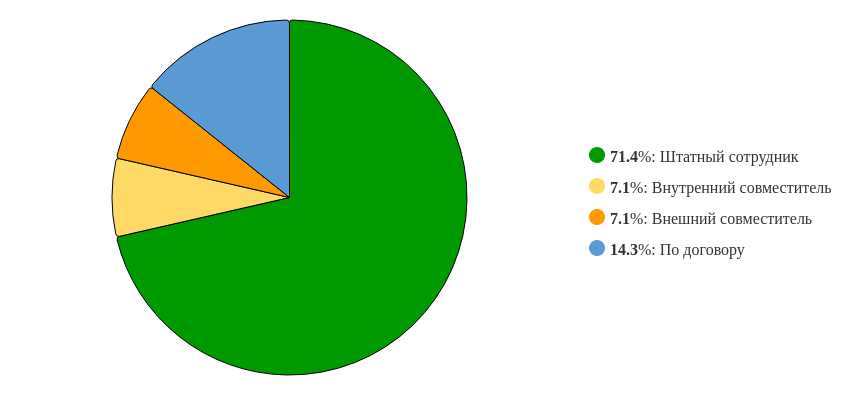 71.4%: Штатный сотрудник
7.1%: Внутренний совместитель
7.1%: Внешний совместитель
14.3%: По договору